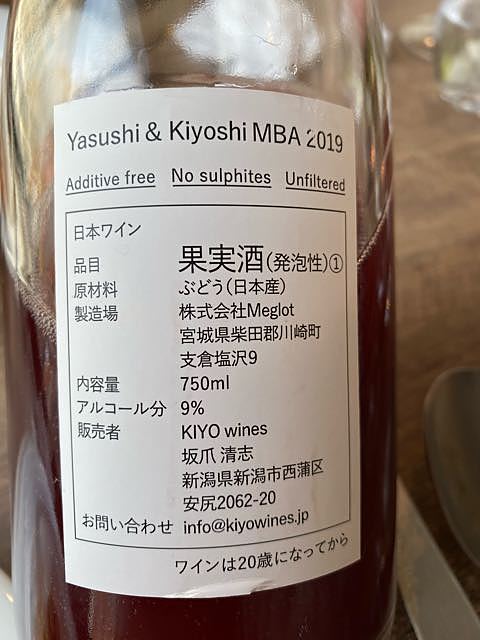 Yasushi & Kiyoshi MBA 2019
Additive free No sulphites Unfiltered
日本ワイン
品目 果実酒(発泡性)①
原材料 ぶどう(日本産)
製造場 株式会社Meglot
宮城県柴田郡川崎町
支倉塩沢9
内容量 750ml
アルコール分 9%
販売者 KIYO wines
坂爪 清志
新潟県新潟市西蒲区
安尻2062-20
お問い合わせ info@kiyowines.jp
ワインは20歳になってから